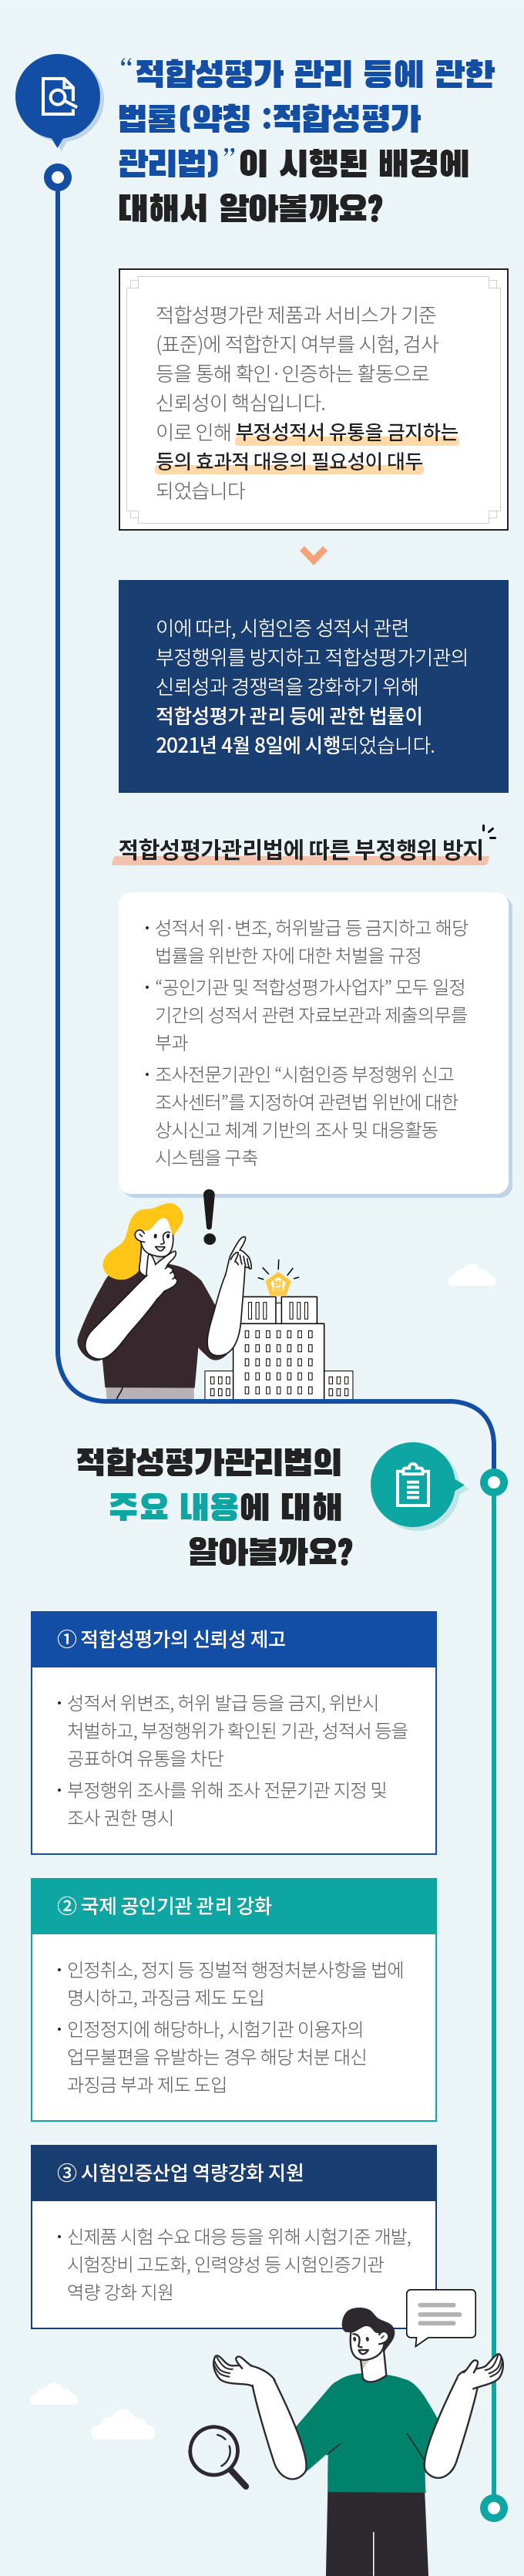 “적합성평가 관리 등에 관한
법률(약칭 :적합성평가
관리법)”이 시행된 배경에
대해서 알아볼까요?
적합성평가란 제품과 서비스가 기준
(표준)에 적합한지 여부를 시험, 검사
등을 통해 확인·인증하는 활동으로
신뢰성이 핵심입니다.
이로 인해 부정성적서 유통을 금지하는
등의 효과적 대응의 필요성이 대두
되었습니다
이에 따라, 시험인증 성적서 관련
부정행위를 방지하고 적합성평가기관의
신뢰성과 경쟁력을 강화하기 위해
적합성평가 관리 등에 관한 법률이
2021년 4월 8일에 시행되었습니다.
적합성평가관리법에 따른 부정행위 방지
• 성적서 위·변조, 허위발급 등 금지하고 해당
법률을 위반한 자에 대한 처벌을 규정
• “공인기관 및 적합성평가사업자” 모두 일정
기간의 성적서 관련 자료보관과 제출의무를
부과
• 조사전문기관인 “시험인증 부정행위 신고
조사센터”를 지정하여 관련법 위반에 대한
상시신고 체계 기반의 조사 및 대응활동
시스템을 구축
적합성평가관리법의
주요 내용에 대해
알아볼까요?
① 적합성평가의 신뢰성 제고
• 성적서 위변조, 허위 발급 등을 금지, 위반시
처벌하고, 부정행위가 확인된 기관, 성적서 등을
공표하여 유통을 차단
• 부정행위 조사를 위해 조사 전문기관 지정 및
조사 권한 명시
② 국제 공인기관 관리 강화
• 인정취소, 정지 등 징벌적 행정처분사항을 법에
명시하고, 과징금 제도 도입
• 인정정지에 해당하나, 시험기관 이용자의
업무불편을 유발하는 경우 해당 처분 대신
과징금 부과 제도 도입
③ 시험인증산업 역량강화 지원
• 신제품 시험 수요 대응 등을 위해 시험기준 개발,
시험장비 고도화, 인력양성 등 시험인증기관
역량 강화 지원